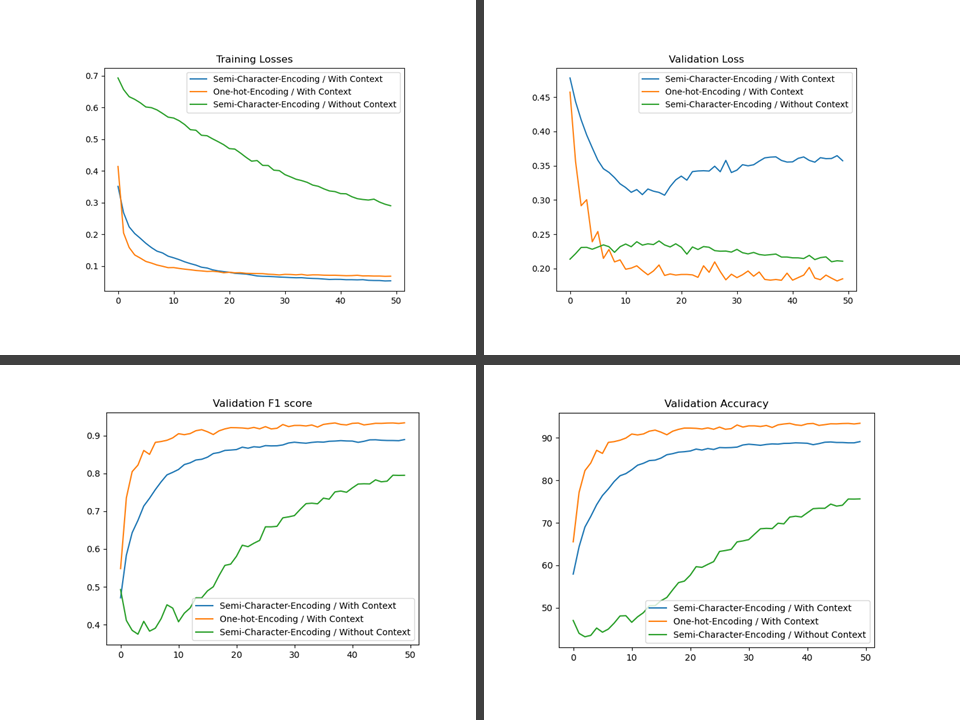 Training Losses
Semi-Character-Encoding / With Context
One-hot-Encoding / With Context
Semi-Character-Encoding / Without Context
0.7
0.6
0.5
0.4
0.3
0.2
0.1
0 10 20 30 40 50
Validation Loss
Semi-Character-Encoding / With Context
One-hot-Encoding / With Context
Semi-Character-Encoding / Without Context
0.45
0.40
0.35
0.30
0.25
0.20
0 10 20 30 40 50
Validation F1 score
0.9
0.8
0.7
0.6
0.5
0.4
Semi-Character-Encoding / With Context
One-hot-Encoding / With Context
Semi-Character-Encoding / Without Context
0 10 20 30 40 50
Validation Accuracy
90
80
70
60
50
Semi-Character-Encoding / With Context
One-hot-Encoding / With Context
Semi-Character-Encoding / Without Context
0 10 20 30 40 50